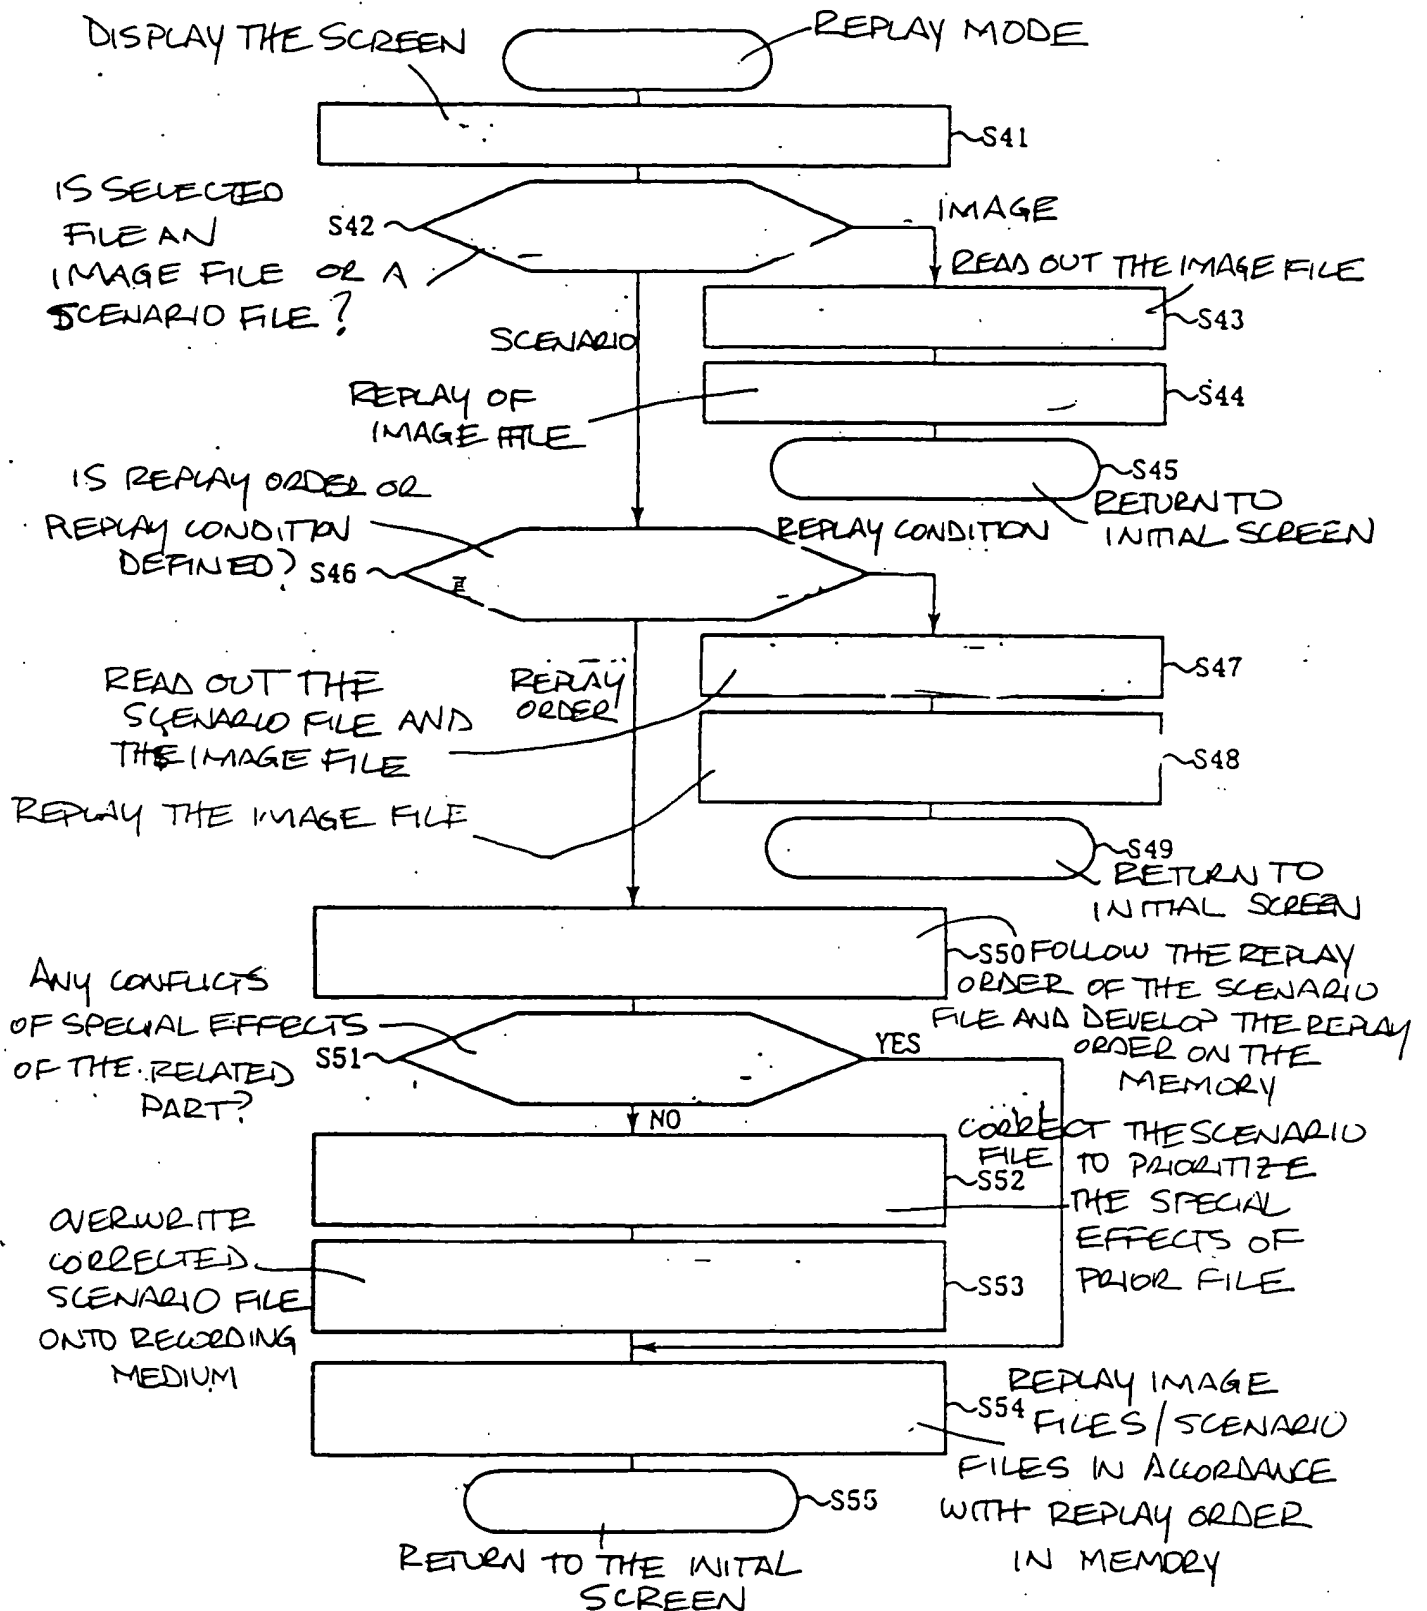 DISPLAY THE SCREEN
REPLAY MODE
S41
IS SELECTED
FILE AN
IMAGE FILE OR A
SCENARIO FILE?
S42
IMAGE
READ OUT THE IMAGE FILE
S43
SCENARIO
REPLAY OF
IMAGE FILE
S44
S45
RETURN TO
INITIAL SCREEN
IS REPLAY ORDER OR
REPLAY CONDITION
DEFINED?
S46
REPLAY CONDITION
S47
READ OUT THE
SCENARIO FILE AND
THE IMAGE FILE
REPLAY
ORDER
S48
REPLAY THE IMAGE FILE
S49
RETURN TO
INITIAL SCREEN
S50 FOLLOW THE REPLAY
ORDER OF THE SCENARIO
FILE AND DEVELOP THE REPLAY
ORDER ON THE
MEMORY
ANY CONFLICTS
OF SPECIAL EFFECTS
OF THE RELATED
PART?
S51
YES
NO
CORRECT THE SCENARIO
FILE TO PRIORITIZE
THE SPECIAL
EFFECTS OF
PRIOR FILE
S52
OVERWRITE
CORRECTED
SCENARIO FILE
ONTO RECORDING
MEDIUM
S53
S54
REPLAY IMAGE
FILES/SCENARIO
FILES IN ACCORDANCE
WITH REPLAY ORDER
IN MEMORY
S55
RETURN TO THE INITAL
SCREEN